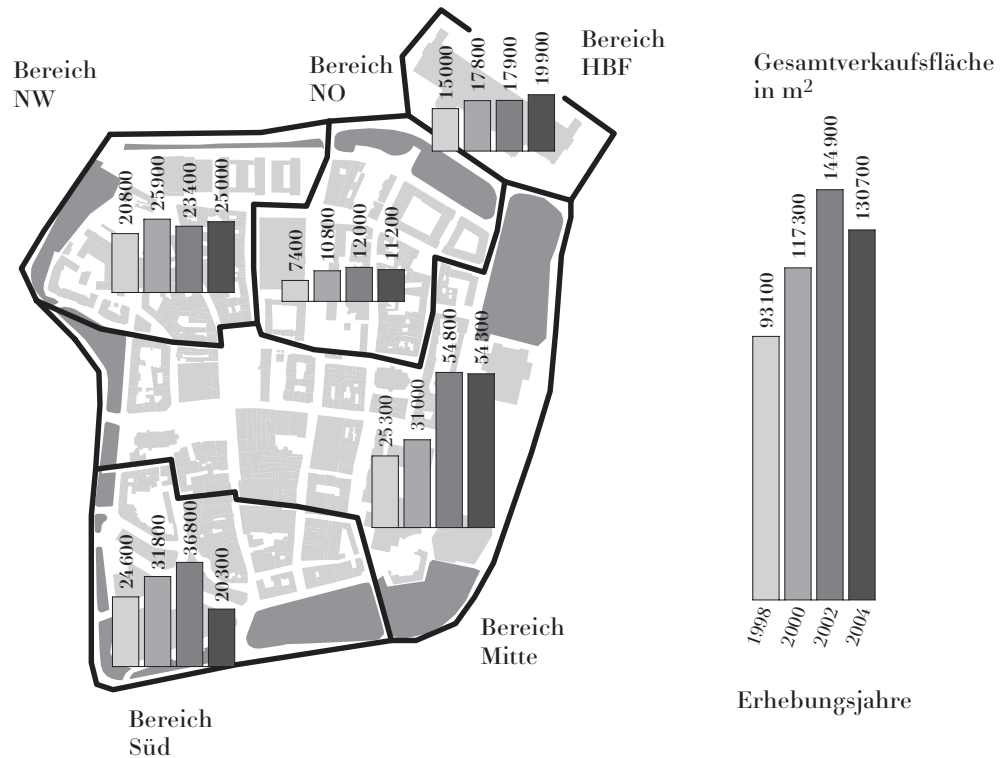 Bereich
NW
20800
25900
23400
25000
Bereich
NO
7400
10800
12000
11200
Bereich
HBF
15000
17800
17900
19900
25300
31000
54800
54300
Bereich
Mitte
24600
31800
36800
20300
Bereich
Süd
Gesamtverkaufsfläche
in m²
93100
117300
144900
130700
1998
2000
2002
2004
Erhebungsjahre